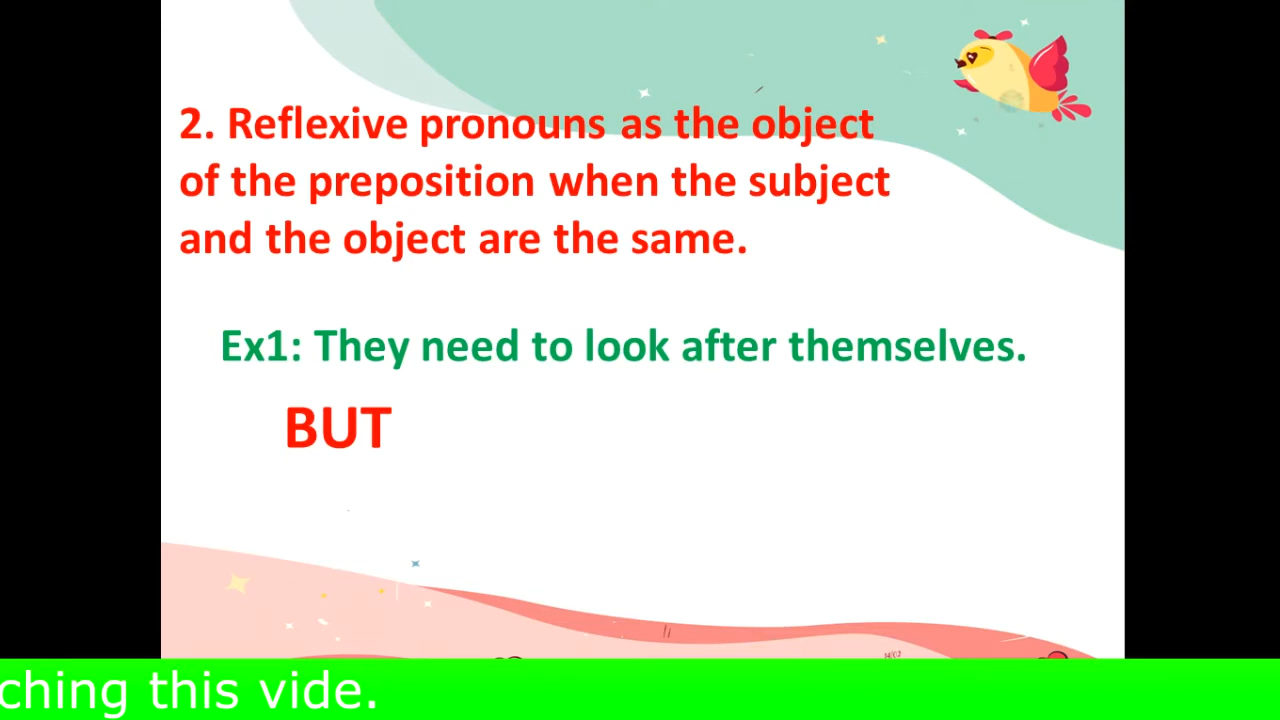 2. Reflexive pronouns as the object
of the preposition when the subject
and the object are the same.
Ex1: They need to look after themselves.
BUT
ching this vide.